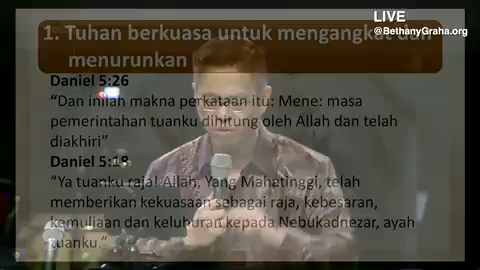 LIVE
@BethanyGraha.org
1. Tuhan berkuasa untuk mengangkat dan
menurunkan
Daniel 5:26
“Dan inilah makna perkataan itu: Mene: masa
pemerintahan tuanku dihitung oleh Allah dan telah
diakhiri”
Daniel 5:18
“Ya tuanku raja! Allah, Yang Mahatinggi, telah
memberikan kekuasaan sebagai raja, kebesaran,
kemuliaan dan keluhuran kepada Nebukadnezar, ayah
tuanku.”